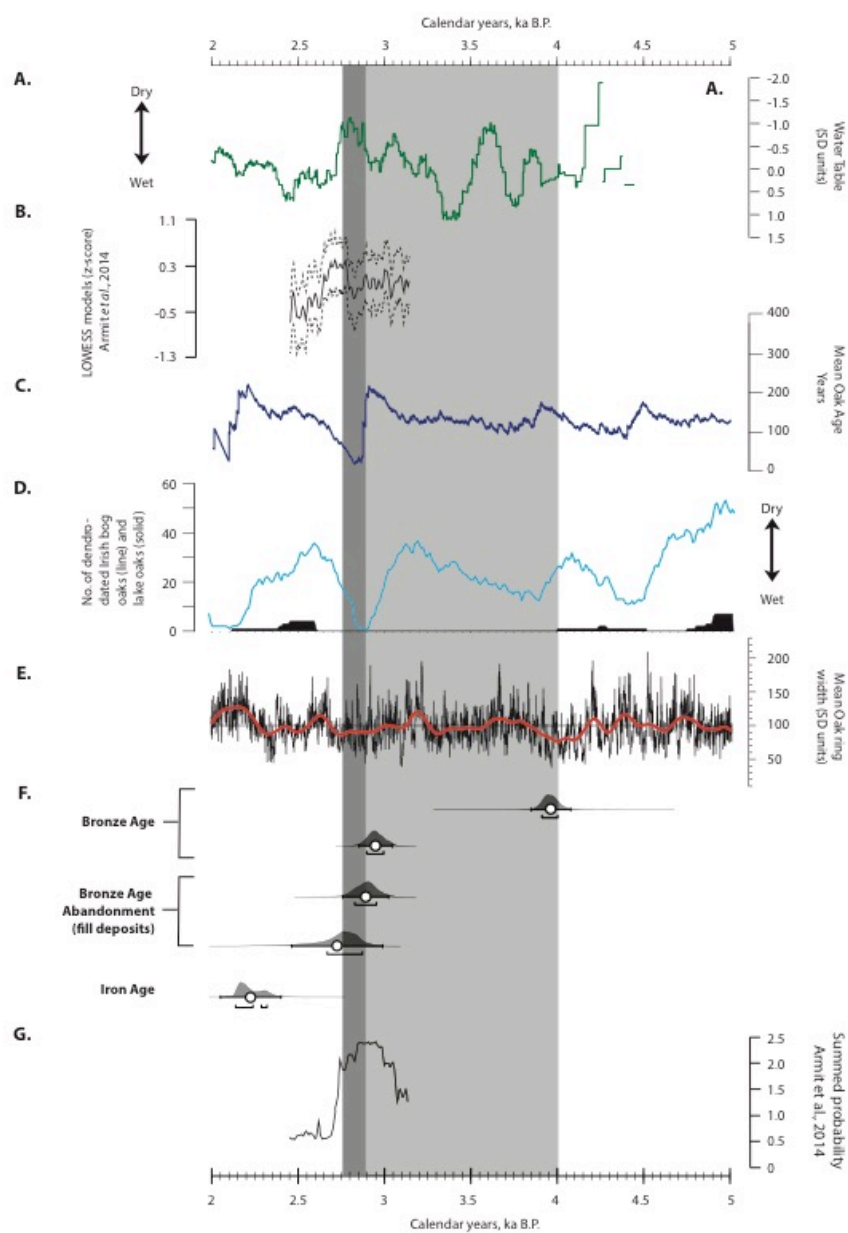 Calendar years, ka B.P.
2 2.5 3 3.5 4 4.5 5
A.
A.
Dry
Wet
-2.0
-1.5
-1.0
-0.5
0.0
0.5
1.0
1.5
Water Table
(SD units)
B.
1.1
0.3
-0.5
-1.3
LOWESS models (z-score)
Armit et al., 2014
400
300
200
100
0
Mean Oak Age
Years
C.
D.
60
40
20
0
No. of dendro-
dated Irish bog
oaks (line) and
lake oaks (solid)
Dry
Wet
E.
200
150
100
50
Mean Oak ring
width (SD units)
F.
Bronze Age
Bronze Age
Abandonment
(fill deposits)
Iron Age
G.
2.5
2.0
1.5
1.0
0.5
0
Summed probability
Armit et al., 2014
2 2.5 3 3.5 4 4.5 5
Calendar years, ka B.P.